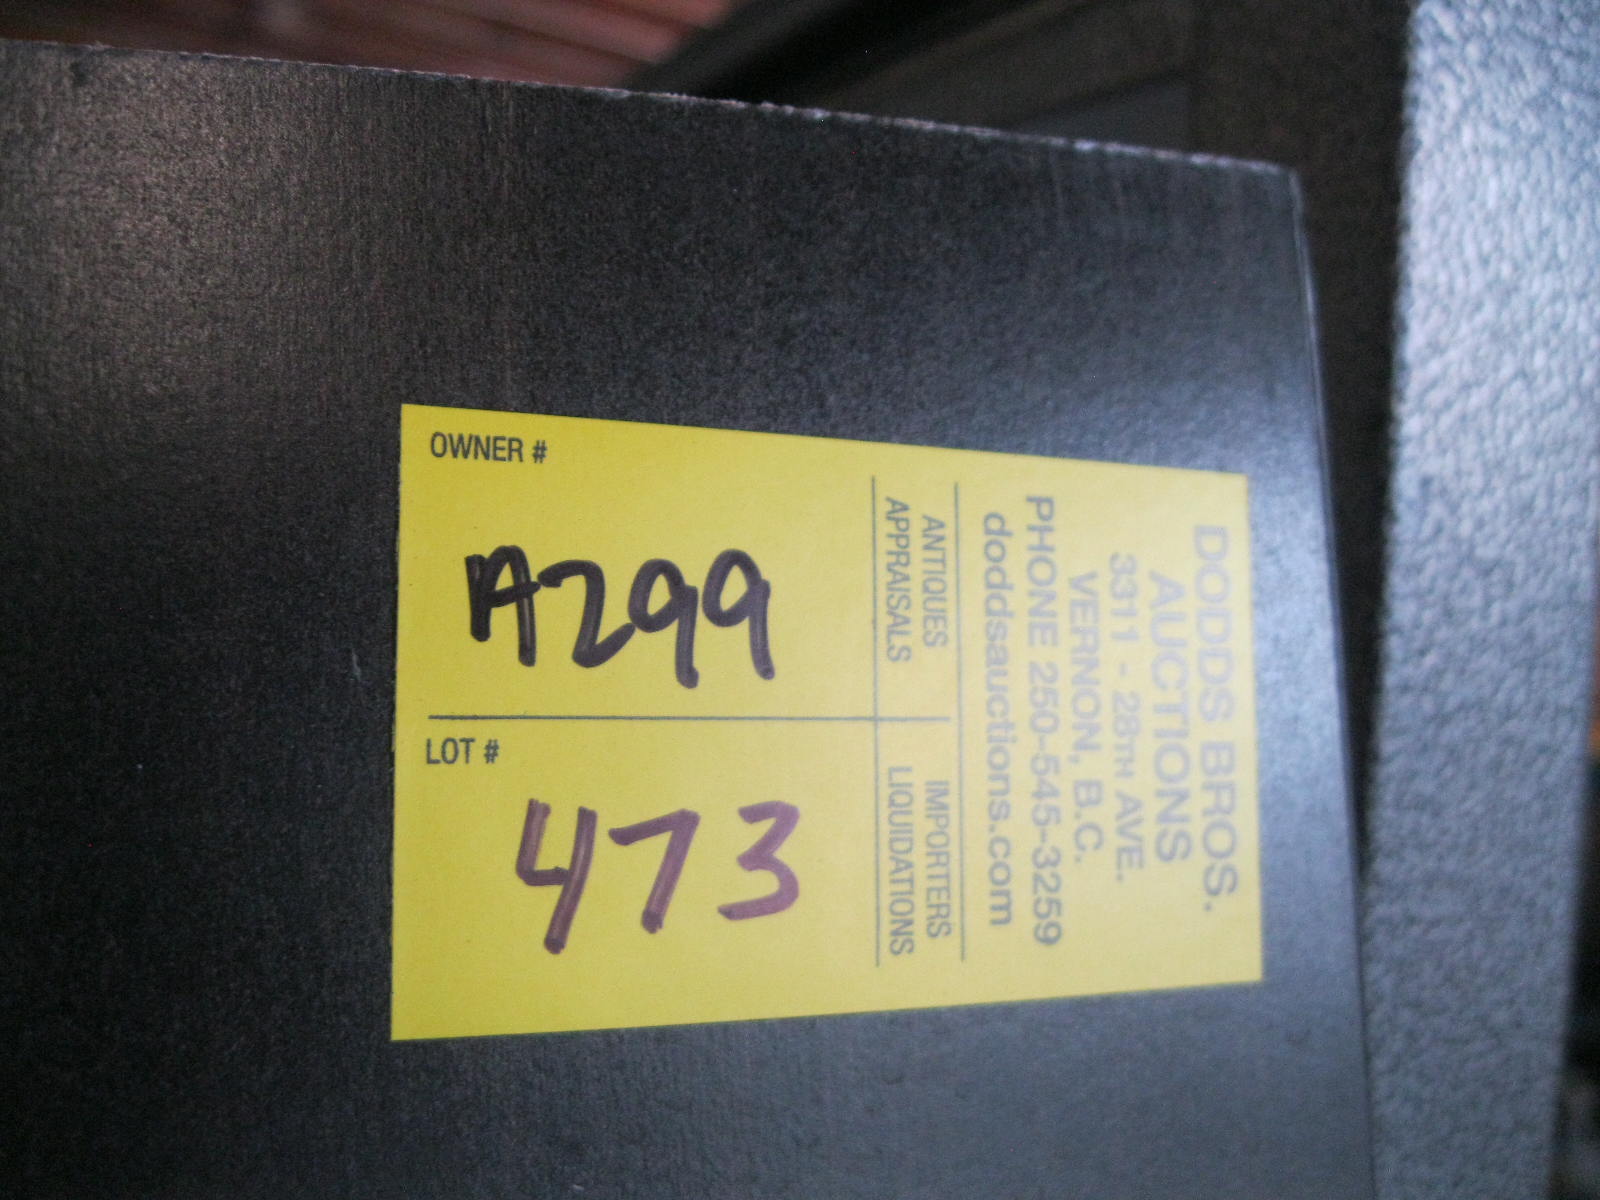 DODDS BROS.
AUCTIONS
3311 - 28TH AVE.
VERNON, B.C.
PHONE 250-545-3259
doddsauctions.com
ANTIQUES
APPRAISALS
IMPORTERS
LIQUIDATIONS
OWNER #
A299
LOT #
473